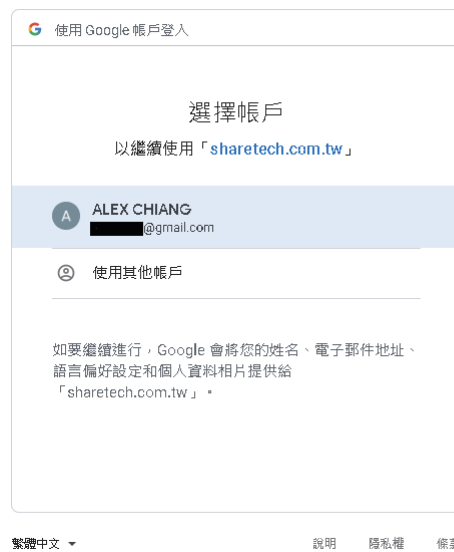 使用 Google 帳戶登入
選擇帳戶
以繼續使用「sharetech.com.tw」
A
ALEX CHIANG
@gmail.com
使用其他帳戶
如要繼續進行，Google 會將您的姓名、電子郵件地址、
語言偏好設定和個人資料相片提供給
「sharetech.com.tw」。
繁體中文 說明 隱私權